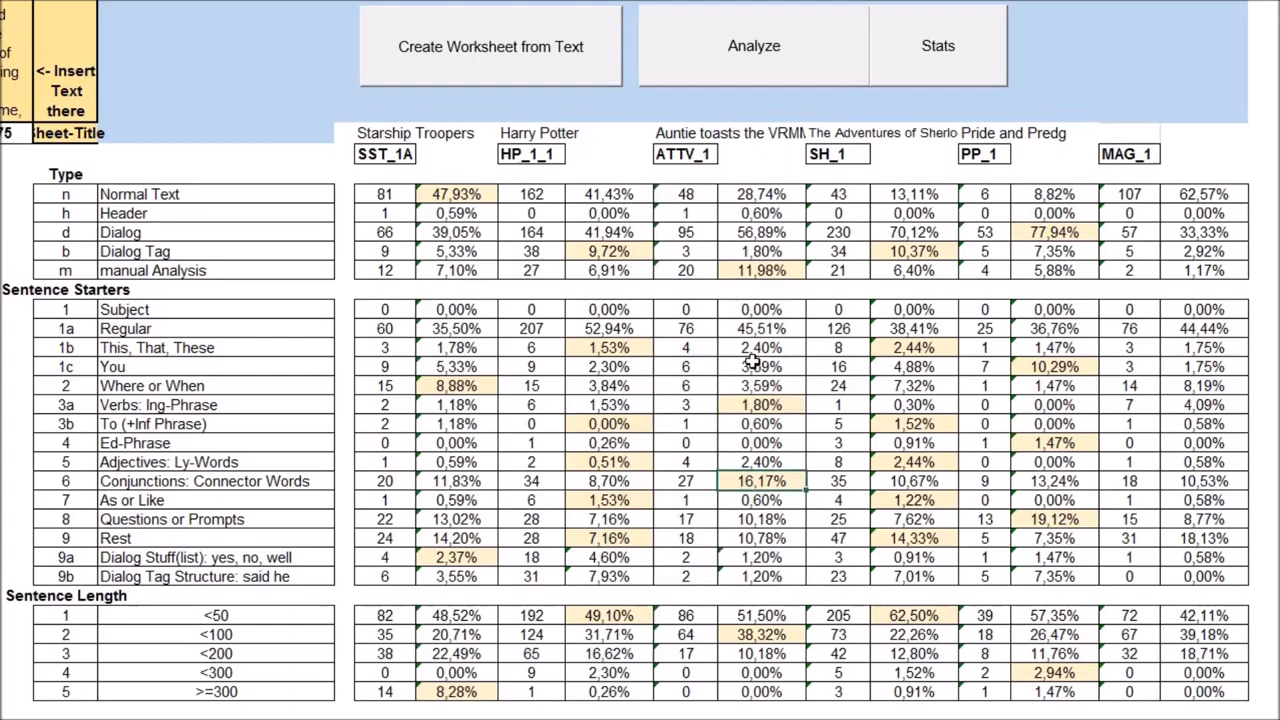 d
e
of
ing
me,
<- Insert
Text
there
Create Worksheet from Text Analyze Stats
75 Sheet-Title Starship Troopers Harry Potter Auntie toasts the VRMM The Adventures of Sherlo Pride and Predg
SST_1A HP_1_1 ATTV_1 SH_1 PP_1 MAG_1
Type
n Normal Text 81 47,93% 162 41,43% 48 28,74% 43 13,11% 6 8,82% 107 62,57%
h Header 1 0,59% 0 0,00% 1 0,60% 0 0,00% 0 0,00% 0 0,00%
d Dialog 66 39,05% 164 41,94% 95 56,89% 230 70,12% 53 77,94% 57 33,33%
b Dialog Tag 9 5,33% 38 9,72% 3 1,80% 34 10,37% 5 7,35% 5 2,92%
m manual Analysis 12 7,10% 27 6,91% 20 11,98% 21 6,40% 4 5,88% 2 1,17%
Sentence Starters
1 Subject 0 0,00% 0 0,00% 0 0,00% 0 0,00% 0 0,00% 0 0,00%
1a Regular 60 35,50% 207 52,94% 76 45,51% 126 38,41% 25 36,76% 76 44,44%
1b This, That, These 3 1,78% 6 1,53% 4 2,40% 8 2,44% 1 1,47% 3 1,75%
1c You 9 5,33% 9 2,30% 6 3,59% 16 4,88% 7 10,29% 3 1,75%
2 Where or When 15 8,88% 15 3,84% 6 3,59% 24 7,32% 1 1,47% 14 8,19%
3a Verbs: Ing-Phrase 2 1,18% 6 1,53% 3 1,80% 1 0,30% 0 0,00% 7 4,09%
3b To (+Inf Phrase) 2 1,18% 0 0,00% 1 0,60% 5 1,52% 0 0,00% 1 0,58%
4 Ed-Phrase 0 0,00% 1 0,26% 0 0,00% 3 0,91% 1 1,47% 0 0,00%
5 Adjectives: Ly-Words 1 0,59% 2 0,51% 4 2,40% 8 2,44% 0 0,00% 1 0,58%
6 Conjunctions: Connector Words 20 11,83% 34 8,70% 27 16,17% 35 10,67% 9 13,24% 18 10,53%
7 As or Like 1 0,59% 6 1,53% 1 0,60% 4 1,22% 0 0,00% 1 0,58%
8 Questions or Prompts 22 13,02% 28 7,16% 17 10,18% 25 7,62% 13 19,12% 15 8,77%
9 Rest 24 14,20% 28 7,16% 18 10,78% 47 14,33% 5 7,35% 31 18,13%
9a Dialog Stuff(list): yes, no, well 4 2,37% 18 4,60% 2 1,20% 3 0,91% 1 1,47% 1 0,58%
9b Dialog Tag Structure: said he 6 3,55% 31 7,93% 2 1,20% 23 7,01% 5 7,35% 0 0,00%
Sentence Length
1 <50 82 48,52% 192 49,10% 86 51,50% 205 62,50% 39 57,35% 72 42,11%
2 <100 35 20,71% 124 31,71% 64 38,32% 73 22,26% 18 26,47% 67 39,18%
3 <200 38 22,49% 65 16,62% 17 10,18% 42 12,80% 8 11,76% 32 18,71%
4 <300 0 0,00% 9 2,30% 0 0,00% 5 1,52% 2 2,94% 0 0,00%
5 >=300 14 8,28% 1 0,26% 0 0,00% 3 0,91% 1 1,47% 0 0,00%